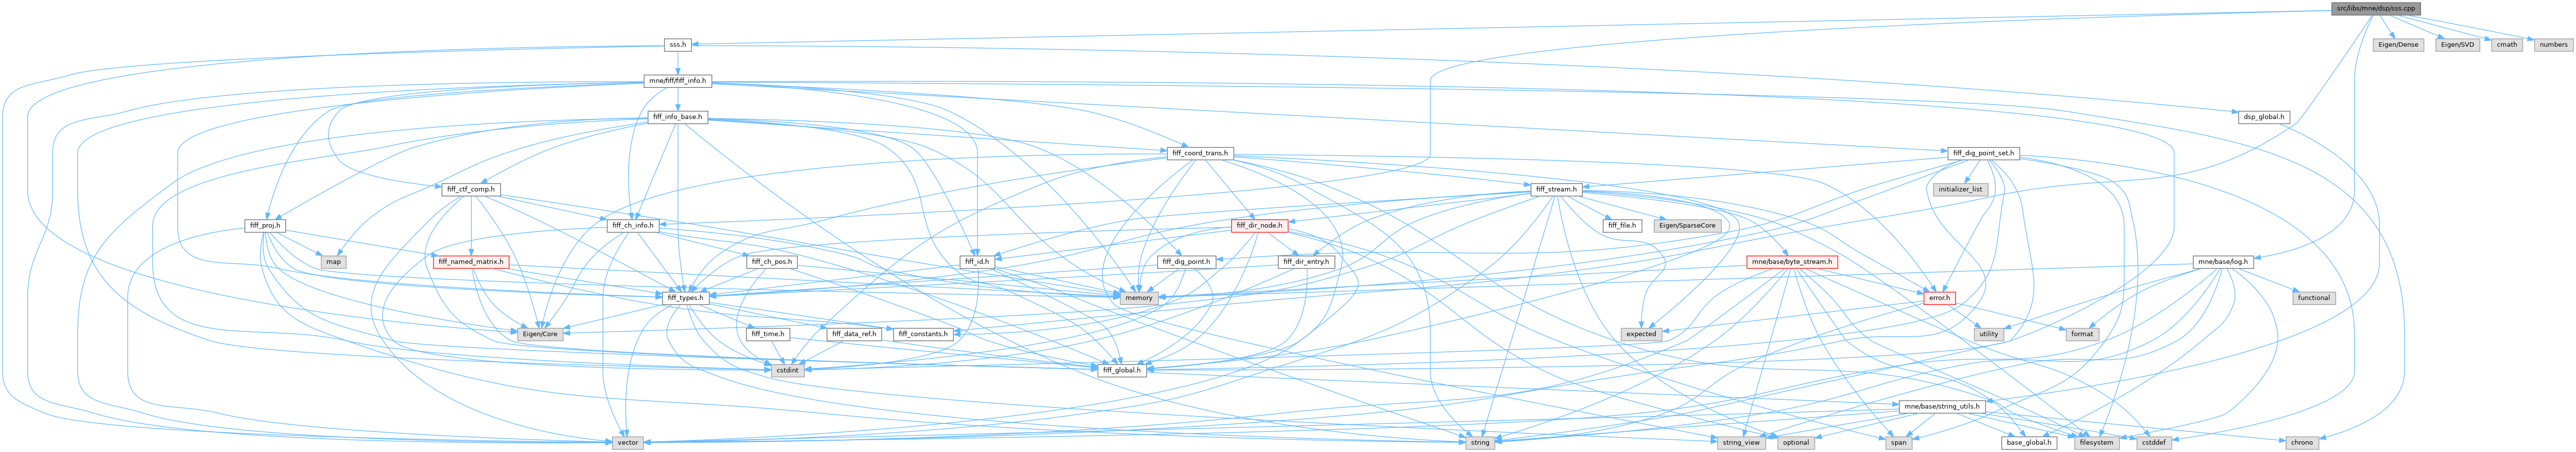 src/libs/mne/dsp/sss.cpp
sss.h
Eigen/Dense
Eigen/SVD
cmath
numbers
mne/fiff/fiff_info.h
fiff_info_base.h
dsp_global.h
fiff_coord_trans.h
fiff_dig_point_set.h
fiff_ctf_comp.h
fiff_stream.h
initializer_list
fiff_proj.h
fiff_ch_info.h
fiff_dir_node.h
fiff_file.h
Eigen/SparseCore
map
fiff_named_matrix.h
fiff_ch_pos.h
fiff_id.h
fiff_dig_point.h
fiff_dir_entry.h
mne/base/byte_stream.h
mne/base/log.h
fiff_types.h
memory
error.h
functional
Eigen/Core
fiff_time.h
fiff_data_ref.h
fiff_constants.h
expected
utility
format
cstdint
fiff_global.h
mne/base/string_utils.h
vector
string
string_view
optional
span
base_global.h
filesystem
cstddef
chrono